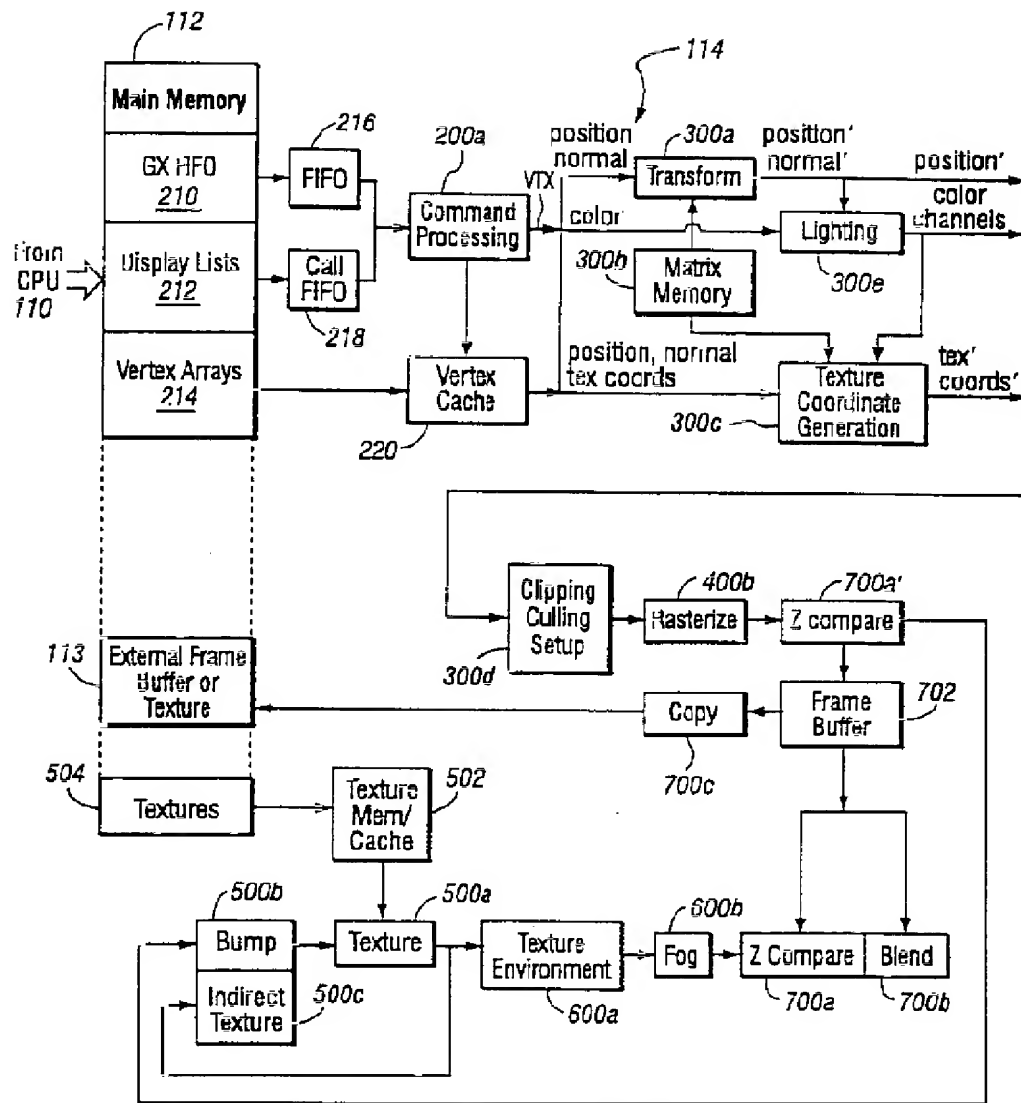 112
114
Main Memory
216
200a
position
normal
300a
position'
normal'
position'
GX FIFO
210
FIFO
VTX
Transform
color
channels
Command
Processing
color
Lighting
From
CPU
110
Display Lists
212
Call
FIFO
218
300b
Matrix
Memory
300e
Vertex Arrays
214
Vertex
Cache
220
position, normal
tex coords
300c
Texture
Coordinate
Generation
tex'
coords'
Clipping
Culling
Setup
300d
400b
Rasterize
700a'
Z compare
113
External Frame
Buffer or
Texture
Copy
700c
Frame
Buffer
702
504
Textures
Texture
Mem/
Cache
502
500b
Bump
500a
Texture
Texture
Environment
600a
600b
Fog
Z Compare
Blend
700a
700b
Indirect
Texture
500c